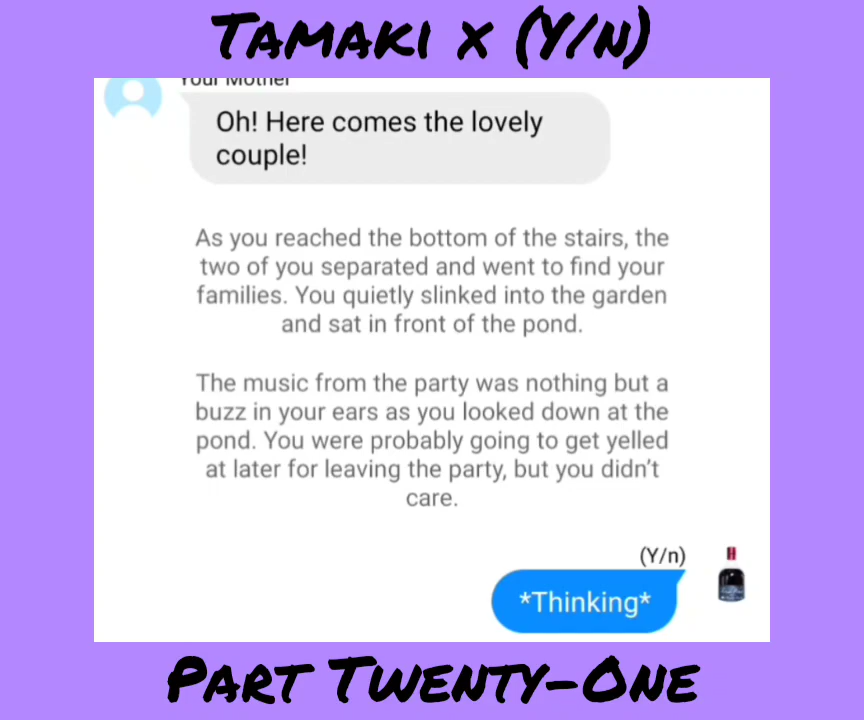 Tamaki x (Y/n)
Your Mother
Oh! Here comes the lovely
couple!
As you reached the bottom of the stairs, the
two of you separated and went to find your
families. You quietly slinked into the garden
and sat in front of the pond.
The music from the party was nothing but a
buzz in your ears as you looked down at the
pond. You were probably going to get yelled
at later for leaving the party, but you didn’t
care.
(Y/n)
*Thinking*
Part Twenty-One